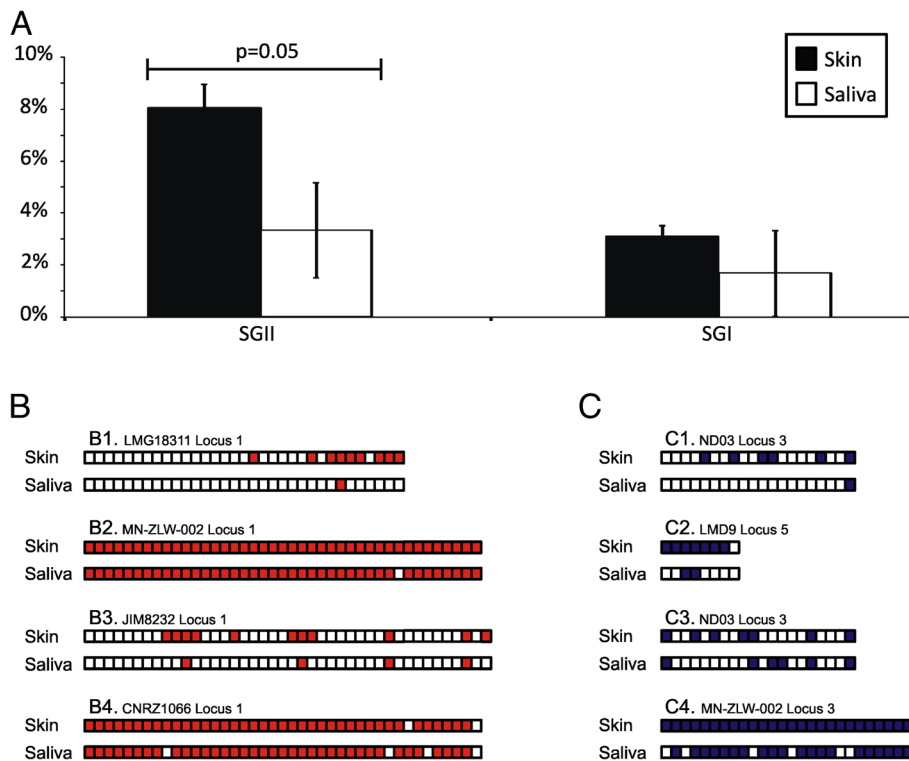 A
10%
p=0.05
Skin
8%
Saliva
6%
4%
2%
0%
SGII
SGI
B
B1. LMG18311 Locus 1
Skin
Saliva
B2. MN-ZLW-002 Locus 1
Skin
Saliva
B3. JIM8232 Locus 1
Skin
Saliva
B4. CNRZ1066 Locus 1
Skin
Saliva
C
C1. ND03 Locus 3
Skin
Saliva
C2. LMD9 Locus 5
Skin
Saliva
C3. ND03 Locus 3
Skin
Saliva
C4. MN-ZLW-002 Locus 3
Skin
Saliva